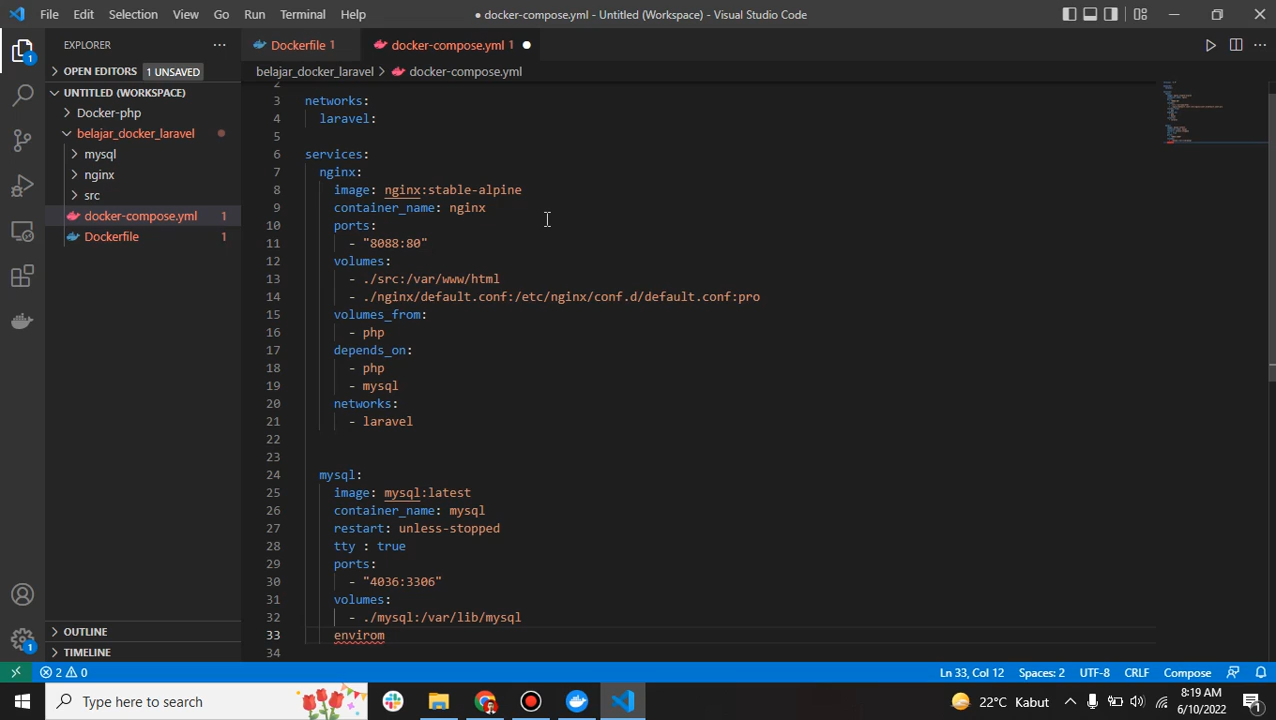 File Edit Selection View Go Run Terminal Help
● docker-compose.yml - Untitled (Workspace) - Visual Studio Code
EXPLORER
OPEN EDITORS 1 UNSAVED
UNTITLED (WORKSPACE)
Docker-php
belajar_docker_laravel
mysql
nginx
src
docker-compose.yml 1
Dockerfile 1
OUTLINE
TIMELINE
Dockerfile 1
docker-compose.yml 1
belajar_docker_laravel > docker-compose.yml
2
3 networks:
4 laravel:
5
6 services:
7 nginx:
8 image: nginx:stable-alpine
9 container_name: nginx
10 ports:
11 - "8088:80"
12 volumes:
13 - ./src:/var/www/html
14 - ./nginx/default.conf:/etc/nginx/conf.d/default.conf:pro
15 volumes_from:
16 - php
17 depends_on:
18 - php
19 - mysql
20 networks:
21 - laravel
22
23
24 mysql:
25 image: mysql:latest
26 container_name: mysql
27 restart: unless-stopped
28 tty : true
29 ports:
30 - "4036:3306"
31 volumes:
32 - ./mysql:/var/lib/mysql
33 environ
34
1
1
2 0
Ln 33, Col 12 Spaces: 2 UTF-8 CRLF Compose
Type here to search
22°C Kabut
8:19 AM
6/10/2022
1